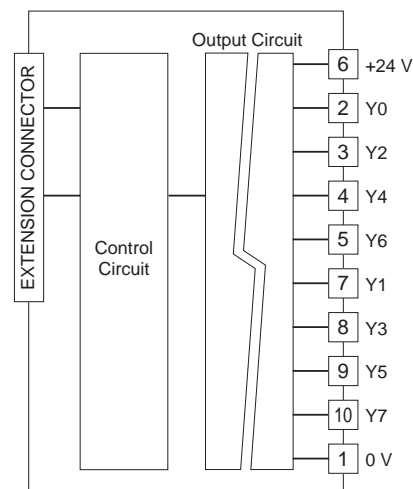 Output Circuit
EXTENSION CONNECTOR
Control
Circuit
6 +24 V
2 Y0
3 Y2
4 Y4
5 Y6
7 Y1
8 Y3
9 Y5
10 Y7
1 0 V